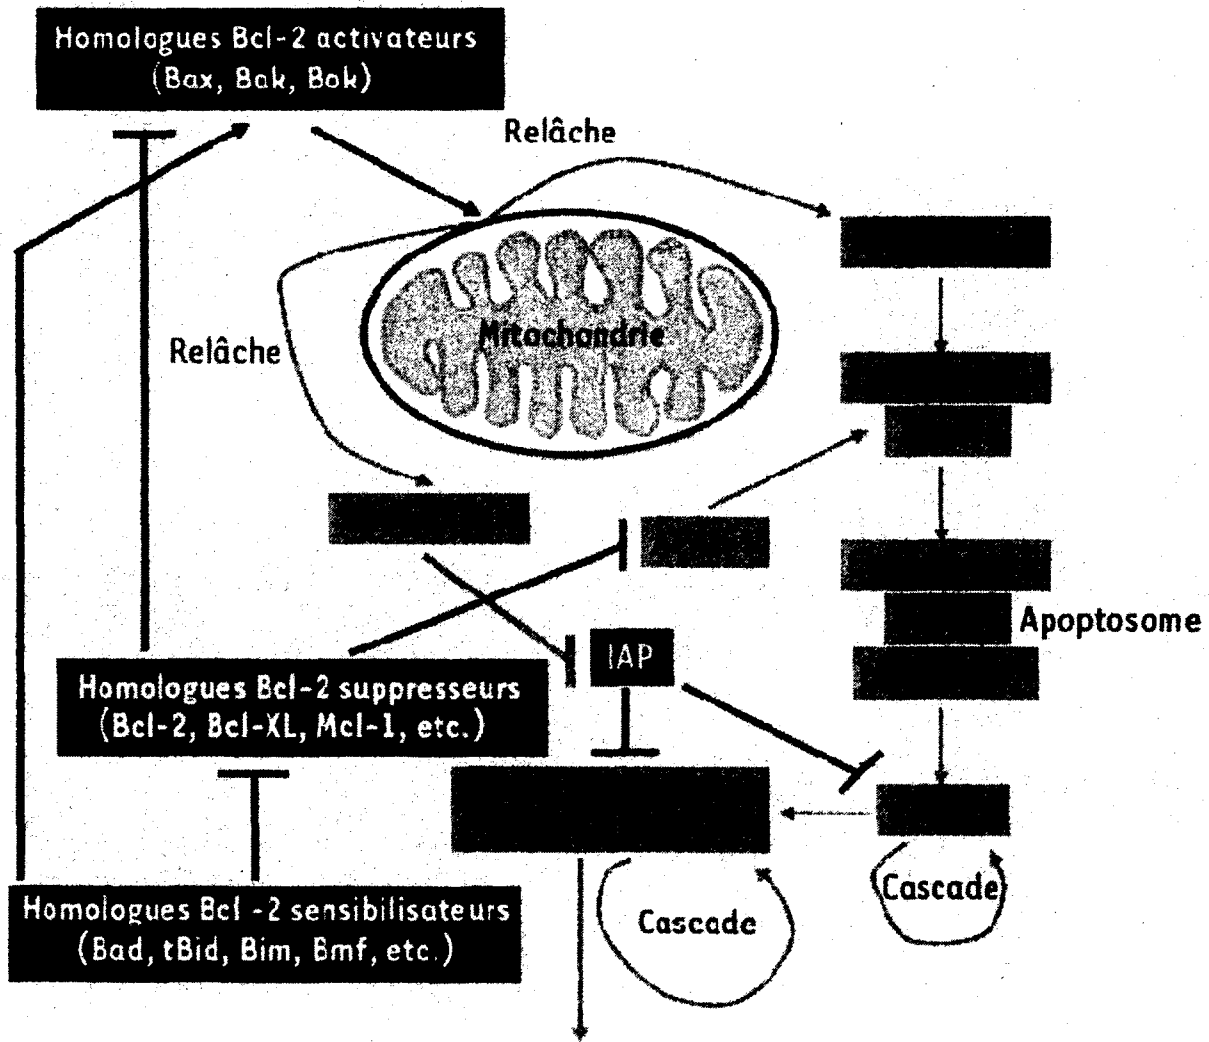 Homologues Bcl-2 activateurs
(Bax, Bak, Bok)
Relâche
Mitochondrie
Relâche
IAP
Apoptosome
Homologues Bcl-2 suppresseurs
(Bcl-2, Bcl-XL, Mcl-1, etc.)
Cascade
Cascade
Homologues Bcl -2 sensibilisateurs
(Bad, tBid, Bim, Bmf, etc.)